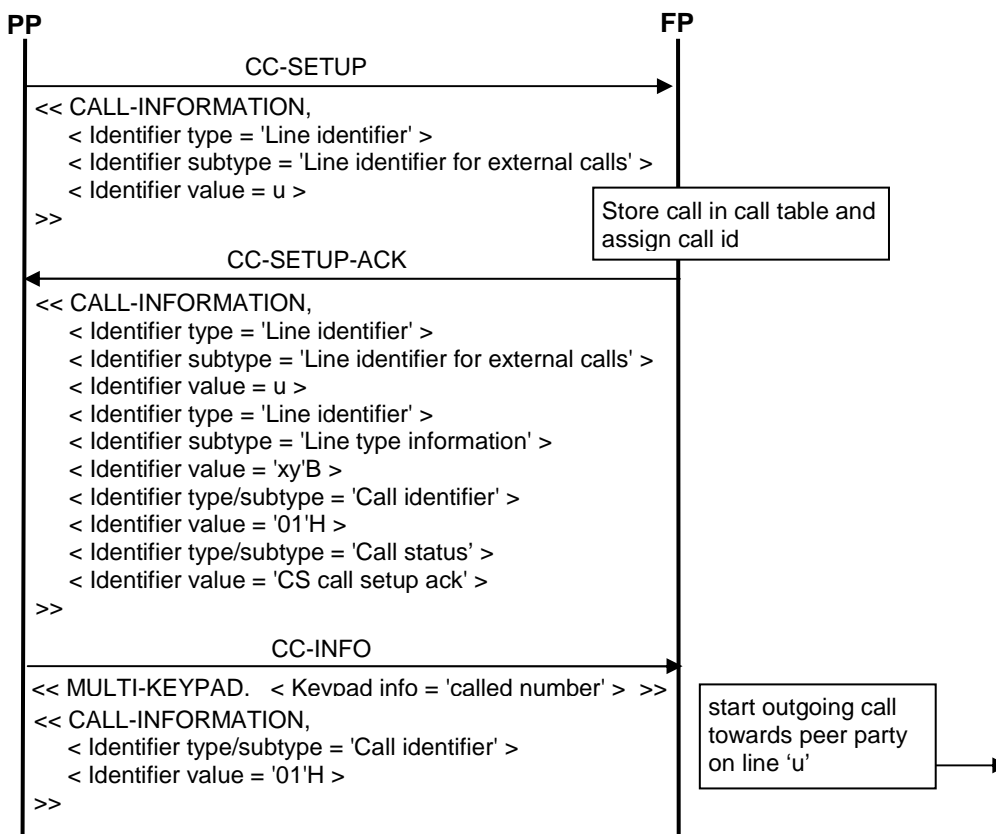 PP FP
CC-SETUP
<< CALL-INFORMATION,
< Identifier type = 'Line identifier' >
< Identifier subtype = 'Line identifier for external calls' >
< Identifier value = u >
>>
Store call in call table and
assign call id
CC-SETUP-ACK
<< CALL-INFORMATION,
< Identifier type = 'Line identifier' >
< Identifier subtype = 'Line identifier for external calls' >
< Identifier value = u >
< Identifier type = 'Line identifier' >
< Identifier subtype = 'Line type information' >
< Identifier value = 'xy'B >
< Identifier type/subtype = 'Call identifier' >
< Identifier value = '01'H >
< Identifier type/subtype = 'Call status' >
< Identifier value = 'CS call setup ack' >
>>
CC-INFO
<< MULTI-KEYPAD. < Keypad info = 'called number' > >>
<< CALL-INFORMATION,
< Identifier type/subtype = 'Call identifier' >
< Identifier value = '01'H >
>>
start outgoing call
towards peer party
on line ‘u’